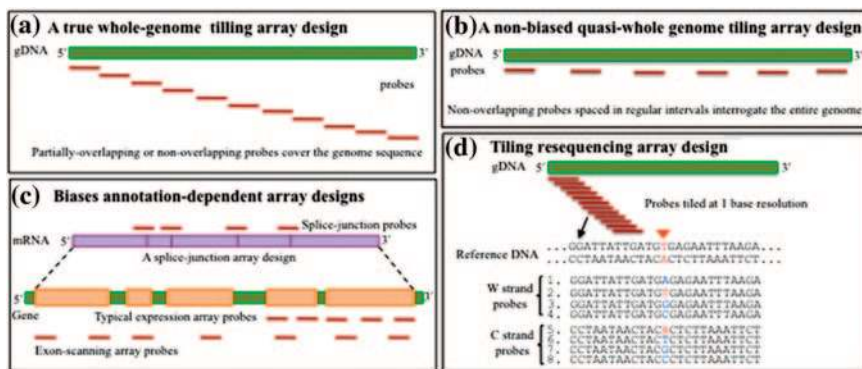 (a) A true whole-genome tilling array design
gDNA 5´ 3´
probes
Partially-overlapping or non-overlapping probes cover the genome sequence
(b) A non-biased quasi-whole genome tiling array design
gDNA 5´ 3´
probes
Non-overlapping probes spaced in regular intervals interrogate the entire genome
(c) Biases annotation-dependent array designs
Splice-junction probes
mRNA 5´ 3´
A splice-junction array design
5´ 3´
Gene
Typical expression array probes
Exon-scanning array probes
(d) Tiling resequencing array design
gDNA 5´ 3´
Probes tiled at 1 base resolution
Reference DNA ...GGATTATTGATGTGAGAATTTAAGA...
...CCTAATAACTACACTCTTAAATTCT...
W strand probes
1. GGATTATTGATGAGAGAATTTAAGA
2. GGATTATTGATGTGAGAATTTAAGA
3. GGATTATTGATGGGAGAATTTAAGA
4. GGATTATTGATGCGAGAATTTAAGA
C strand probes
5. CCTAATAACTACACTCTTAAATTCT
6. CCTAATAACTACTCTCTTAAATTCT
7. CCTAATAACTACGCTCTTAAATTCT
8. CCTAATAACTACCCTCTTAAATTCT